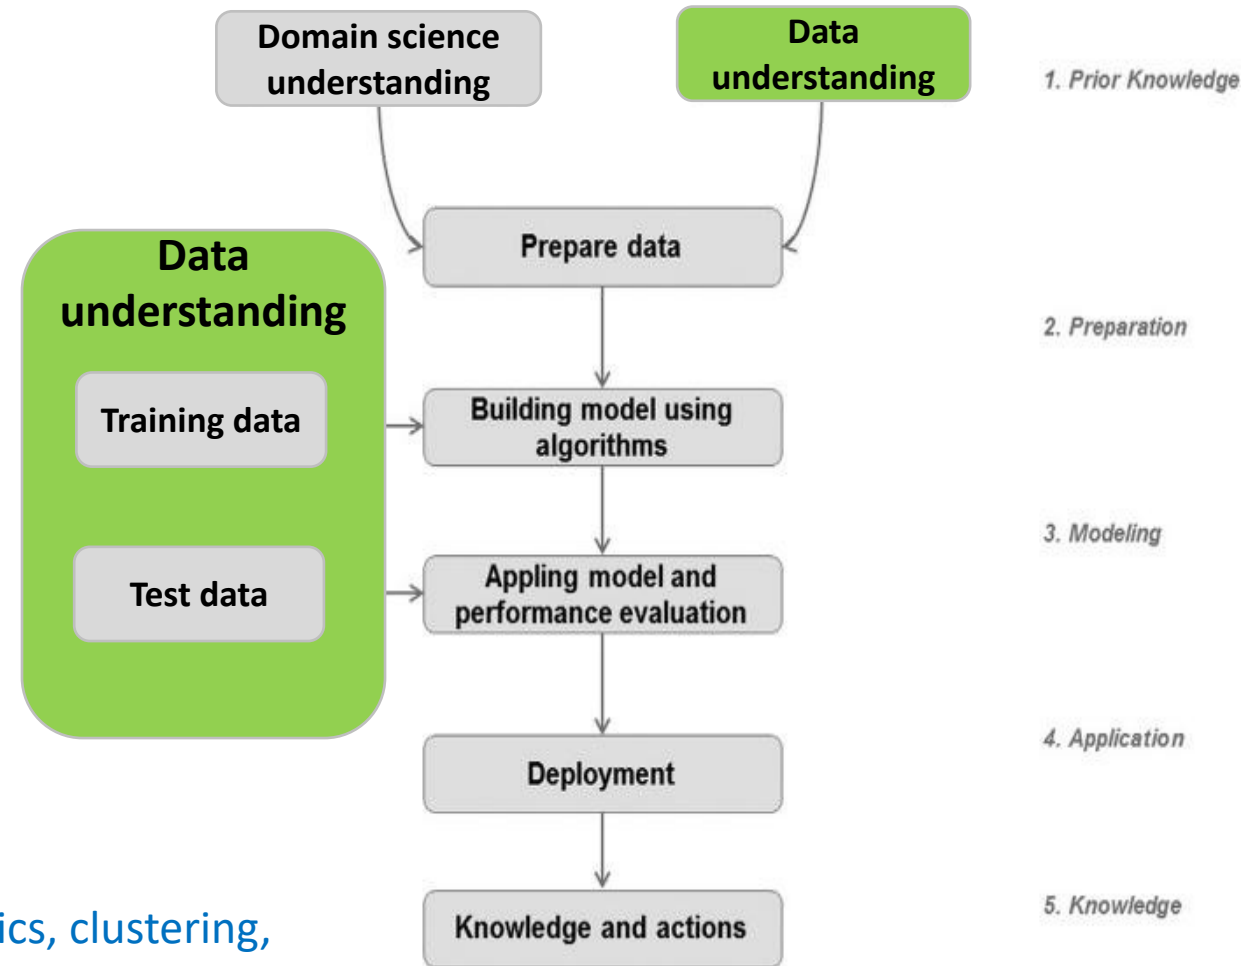 Domain science
understanding
Data
understanding
1. Prior Knowledge
Prepare data
Data
understanding
2. Preparation
Training data
Building model using
algorithms
3. Modeling
Test data
Appling model and
performance evaluation
4. Application
Deployment
5. Knowledge
ics, clustering,
Knowledge and actions